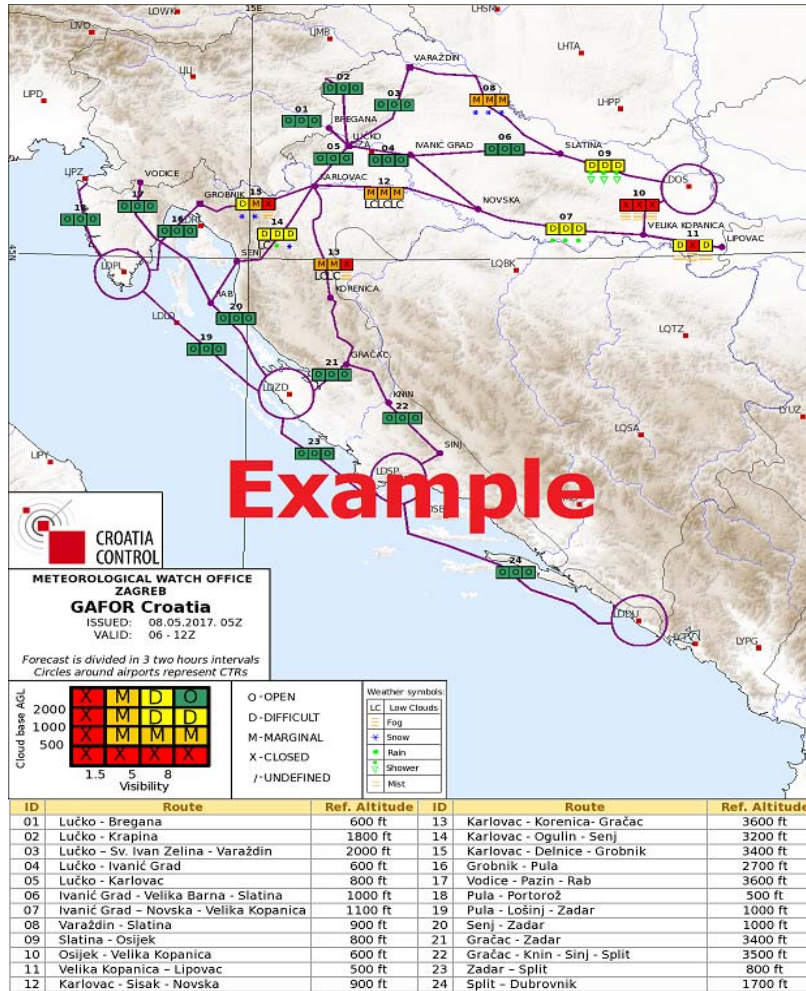 LOWK
15E
LHSM
LJVO
LJMB
VARAŽDIN
LHTA
LJLJ
02
08
LIPD
O O O
03
M M M
LHPP
01
O O O
BREGANA
06
O O O
LUČKO
05
04
IVANIĆ GRAD
O O O
SLATINA
O O O
O O O
09
D D D
LJPZ
VODICE
KARLOVAC
12
10
GROBNIK
15
M M M
NOVSKA
X X X
17
D M X
LCLCLC
07
VELIKA KOPANICA
O O O
16
14
D D D
11
LIPOVAC
O O O
O O O
D D D
13
D X D
45N
SENJ
M M X
LDPL
LQBK
KORENICA
RAB
20
LDLO
O O O
LQTZ
19
O O O
21
GRAČAC
O O O
LDZD
KNIN
22
LYUZ
O O O
LQSA
23
SINJ
LIPY
O O O
LDSP
Example
24
O O O
LDDU
LYPG
CROATIA
CONTROL
METEOROLOGICAL WATCH OFFICE
ZAGREB
GAFOR Croatia
ISSUED: 08.05.2017. 05Z
VALID: 06 - 12Z
Forecast is divided in 3 two hours intervals
Circles around airports represent CTRs
Cloud base AGL
2000
1000
500
X M D O
X M D D
X M M M
X X X X
1.5 5 8
Visibility
O-OPEN
D-DIFFICULT
M-MARGINAL
X-CLOSED
/-UNDEFINED
Weather symbols:
LC Low Clouds
Fog
Snow
Rain
Shower
Mist
ID Route Ref. Altitude ID Route Ref. Altitude
01 Lučko - Bregana 600 ft 13 Karlovac - Korenica- Gračac 3600 ft
02 Lučko - Krapina 1800 ft 14 Karlovac - Ogulin - Senj 3200 ft
03 Lučko – Sv. Ivan Zelina - Varaždin 2000 ft 15 Karlovac - Delnice - Grobnik 3400 ft
04 Lučko - Ivanić Grad 600 ft 16 Grobnik - Pula 2700 ft
05 Lučko - Karlovac 800 ft 17 Vodice - Pazin - Rab 3600 ft
06 Ivanić Grad - Velika Barna - Slatina 1000 ft 18 Pula - Portorož 500 ft
07 Ivanić Grad – Novska - Velika Kopanica 1100 ft 19 Pula - Lošinj - Zadar 1000 ft
08 Varaždin - Slatina 900 ft 20 Senj - Zadar 1000 ft
09 Slatina - Osijek 800 ft 21 Gračac - Zadar 3400 ft
10 Osijek - Velika Kopanica 600 ft 22 Gračac - Knin - Sinj - Split 3500 ft
11 Velika Kopanica – Lipovac 500 ft 23 Zadar – Split 800 ft
12 Karlovac - Sisak - Novska 900 ft 24 Split – Dubrovnik 1700 ft